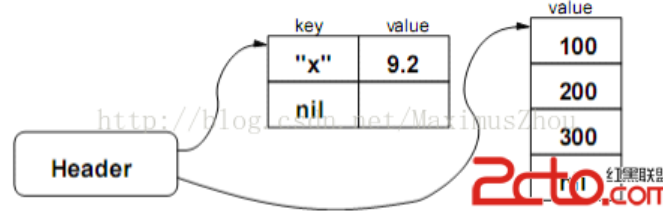 key value
"x" 9.2
nil
Header
value
100
200
300
nil
http://blog.csdn.net/MaximusZhou
2cto.com
红黑联盟